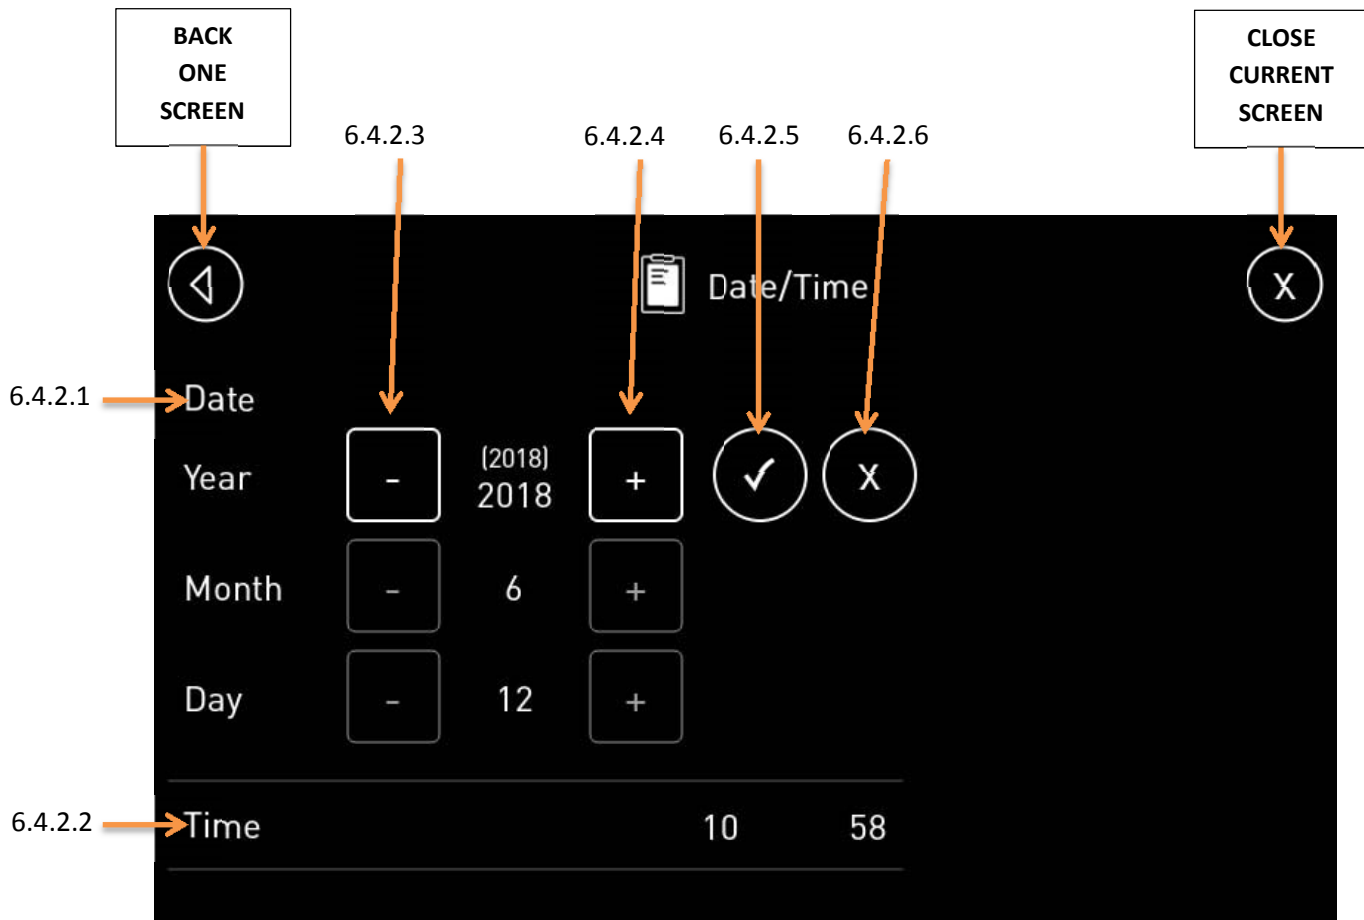 BACK
ONE
SCREEN
CLOSE
CURRENT
SCREEN
6.4.2.3
6.4.2.4
6.4.2.5
6.4.2.6
Date/Time
X
6.4.2.1
Date
Year
-
(2018)
2018
+
✓
X
Month
-
6
+
Day
-
12
+
6.4.2.2
Time
10
58